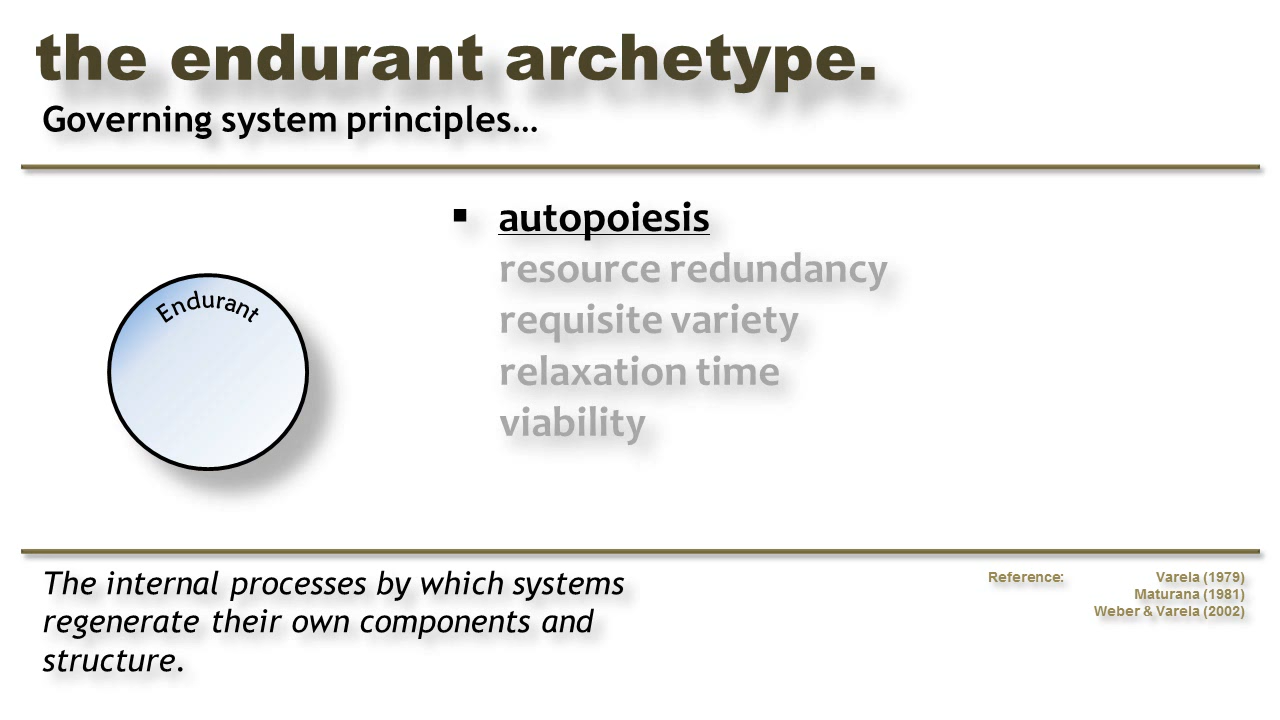 the endurant archetype.
Governing system principles…
▪ autopoiesis
resource redundancy
requisite variety
relaxation time
viability
Endurant
The internal processes by which systems
regenerate their own components and
structure.
Reference: Varela (1979)
Maturana (1981)
Weber & Varela (2002)